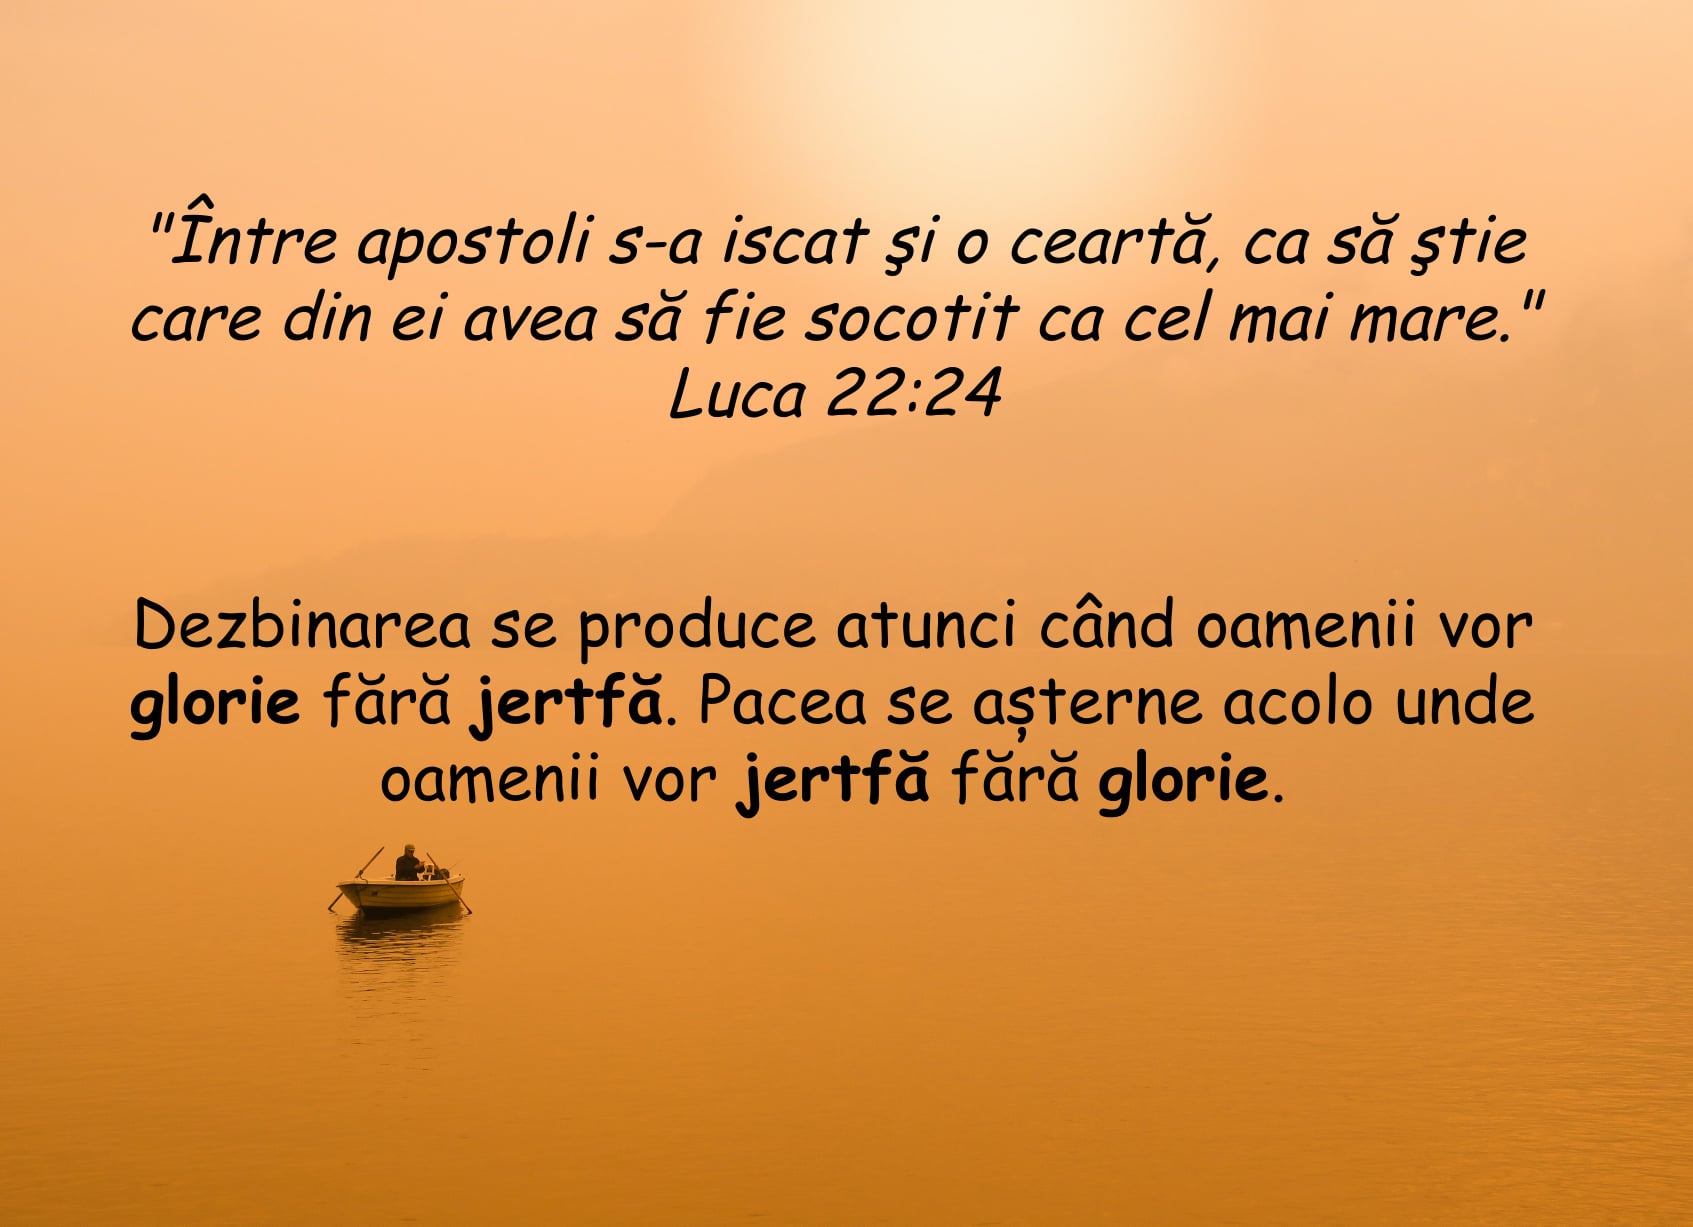 "Între apostoli s-a iscat şi o ceartă, ca să ştie
care din ei avea să fie socotit ca cel mai mare."
Luca 22:24
Dezbinarea se produce atunci când oamenii vor
glorie fără jertfă. Pacea se așterne acolo unde
oamenii vor jertfă fără glorie.